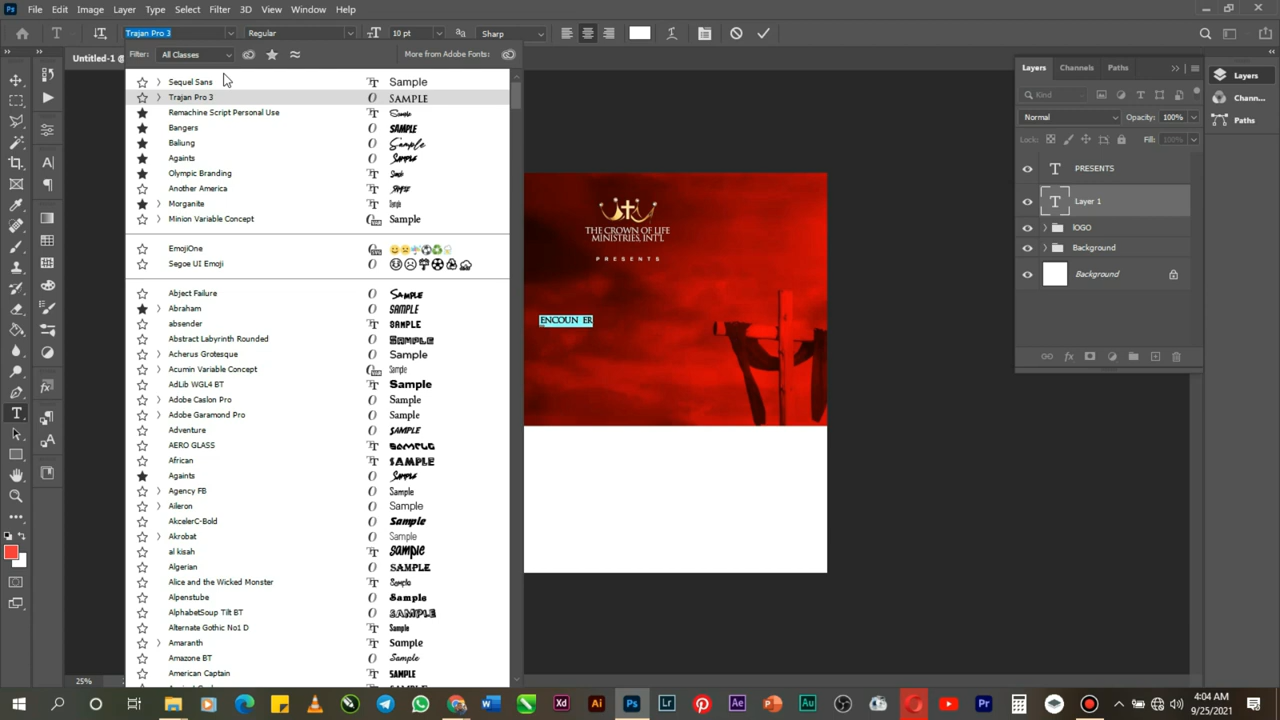 Ps File Edit Image Layer Type Select Filter 3D View Window Help
Trajan Pro 3 Regular 10 pt Sharp
Untitled-1 @
Filter: All Classes More from Adobe Fonts:
Sequel Sans Sample
Trajan Pro 3 SAMPLE
Remachine Script Personal Use Sample
Bangers SAMPLE
Baliung Sample
Againts Sample
Olympic Branding
Another America SAMPLE
Morganite Sample
Minion Variable Concept Sample
EmojiOne
Segoe UI Emoji
Abject Failure SAMPLE
Abraham SAMPLE
absender SAMPLE
Abstract Labyrinth Rounded SAMPLE
Acherus Grotesque Sample
Acumin Variable Concept Sample
AdLib WGL4 BT Sample
Adobe Caslon Pro Sample
Adobe Garamond Pro Sample
Adventure SAMPLE
AERO GLASS SAMPLE
African SAMPLE
Againts Sample
Agency FB Sample
Aileron Sample
AkcelerC-Bold Sample
Akrobat Sample
al kisah sample
Algerian SAMPLE
Alice and the Wicked Monster Sample
Alpenstube Sample
AlphabetSoup Tilt BT SAMPLE
Alternate Gothic No1 D Sample
Amaranth Sample
Amazone BT Sample
American Captain SAMPLE
THE CROWN OF LIFE
MINISTRIES, INT'L
PRESENTS
ENCOUN ER
Layers Channels Paths
Kind
Normal Opacity: 100%
Lock: Fill: 100%
PRESENTS
Layer 1
lOGO
Background
Background
Layers
Chann...
Paths
25%
4:04 AM
9/25/2021